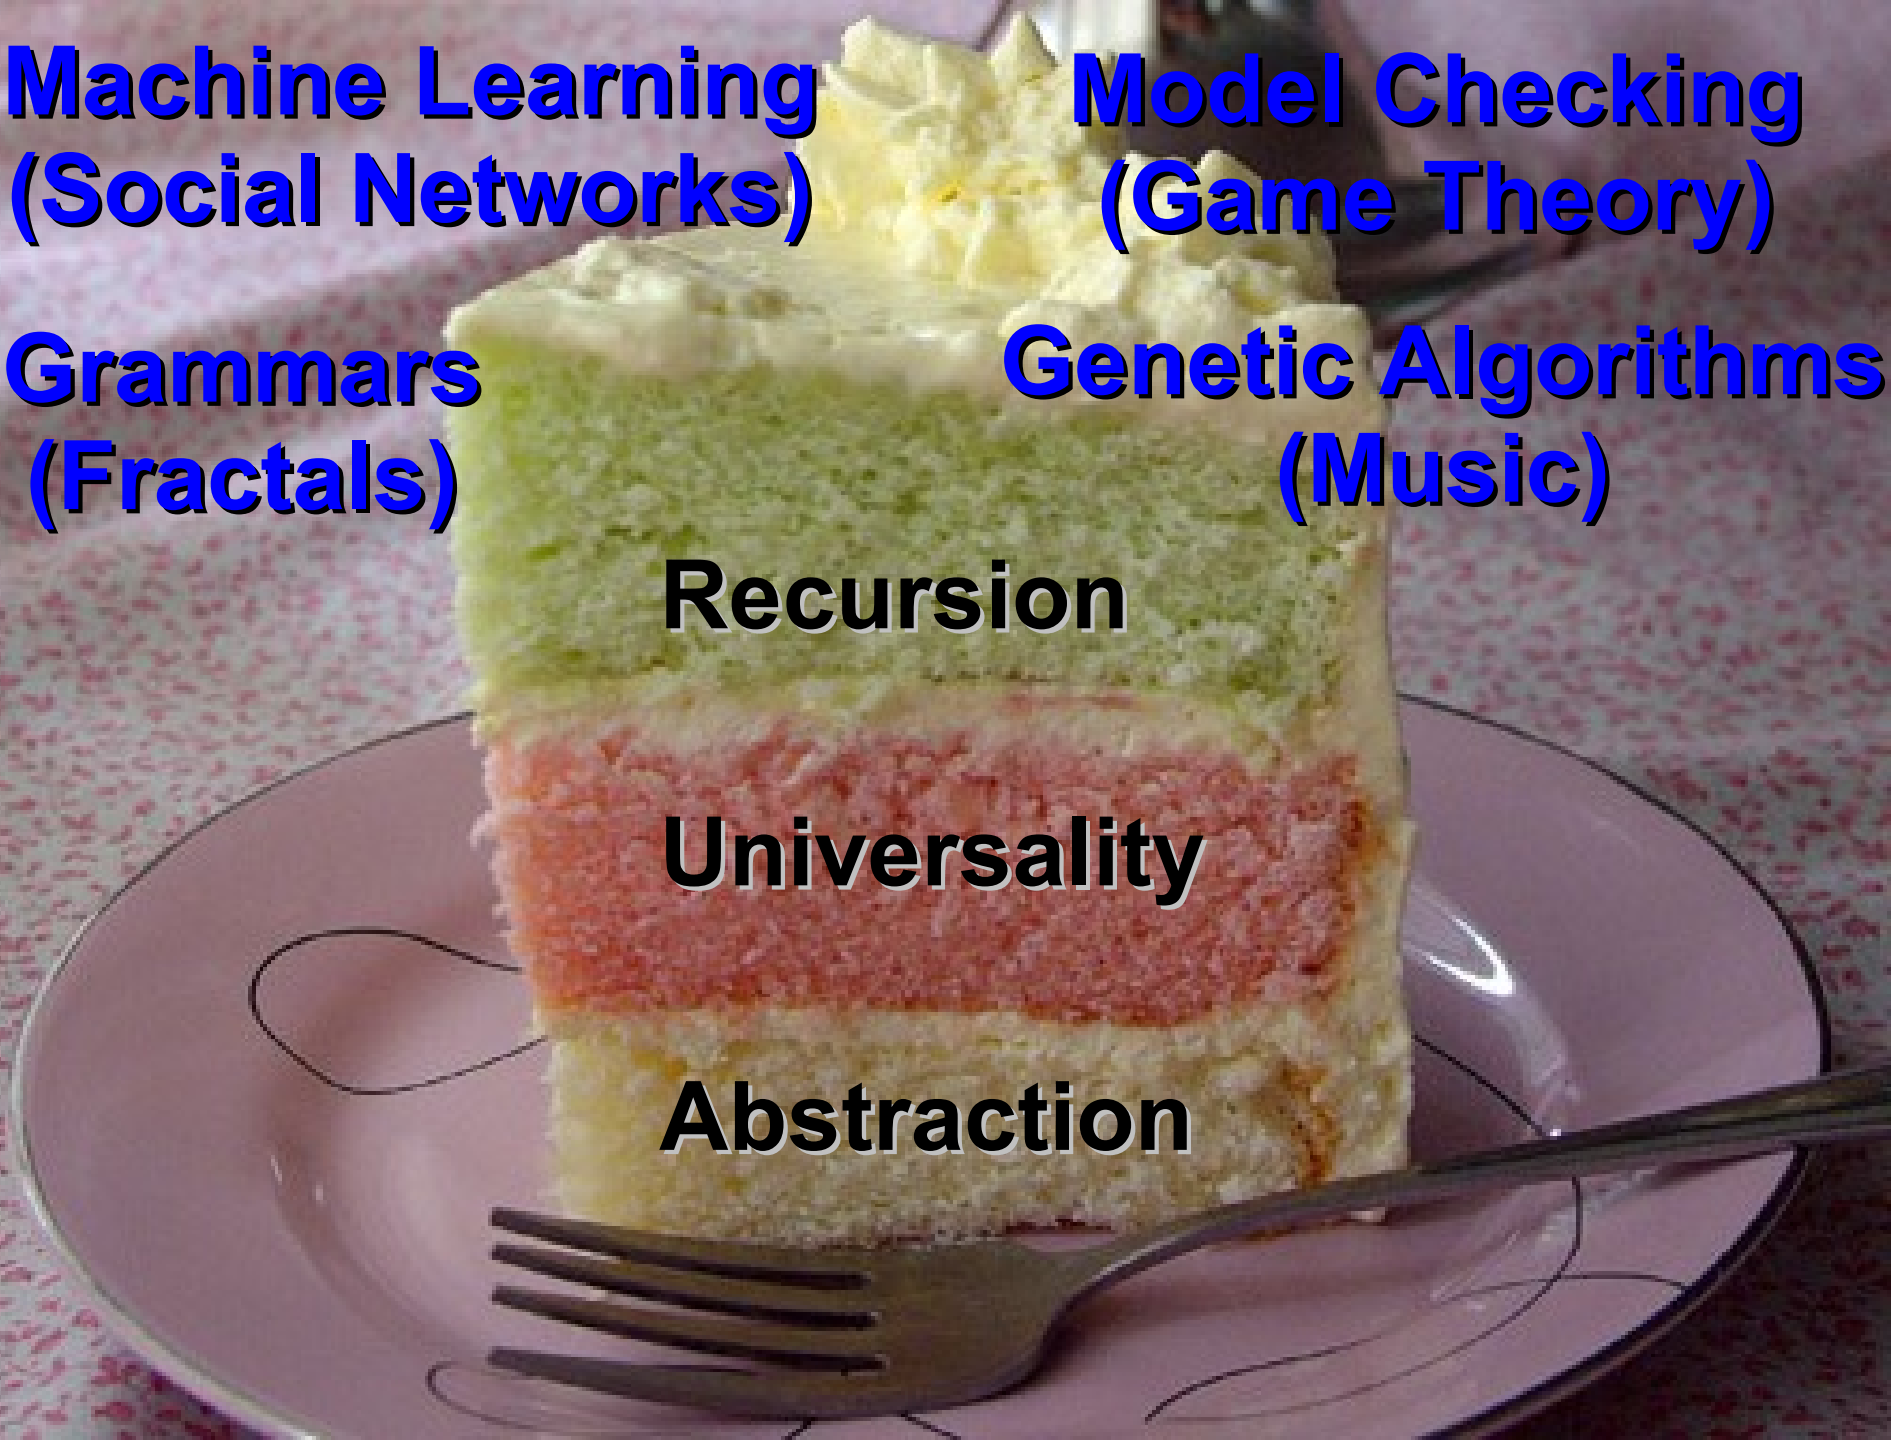 Machine Learning
(Social Networks)
Model Checking
(Game Theory)
Grammars
(Fractals)
Genetic Algorithms
(Music)
Recursion
Universality
Abstraction